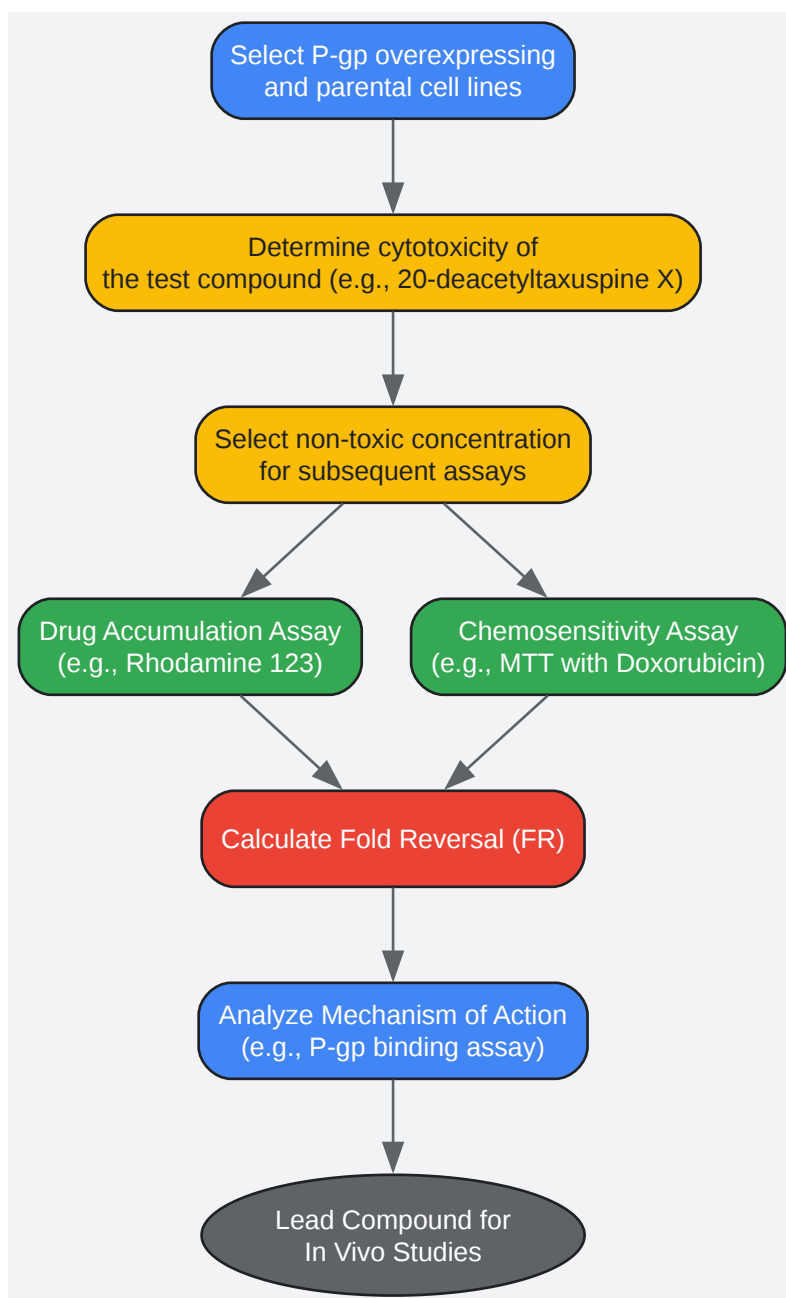 Select P-gp overexpressing
and parental cell lines
Determine cytotoxicity of
the test compound (e.g., 20-deacetyltaxuspine X)
Select non-toxic concentration
for subsequent assays
Drug Accumulation Assay
(e.g., Rhodamine 123)
Chemosensitivity Assay
(e.g., MTT with Doxorubicin)
Calculate Fold Reversal (FR)
Analyze Mechanism of Action
(e.g., P-gp binding assay)
Lead Compound for
In Vivo Studies